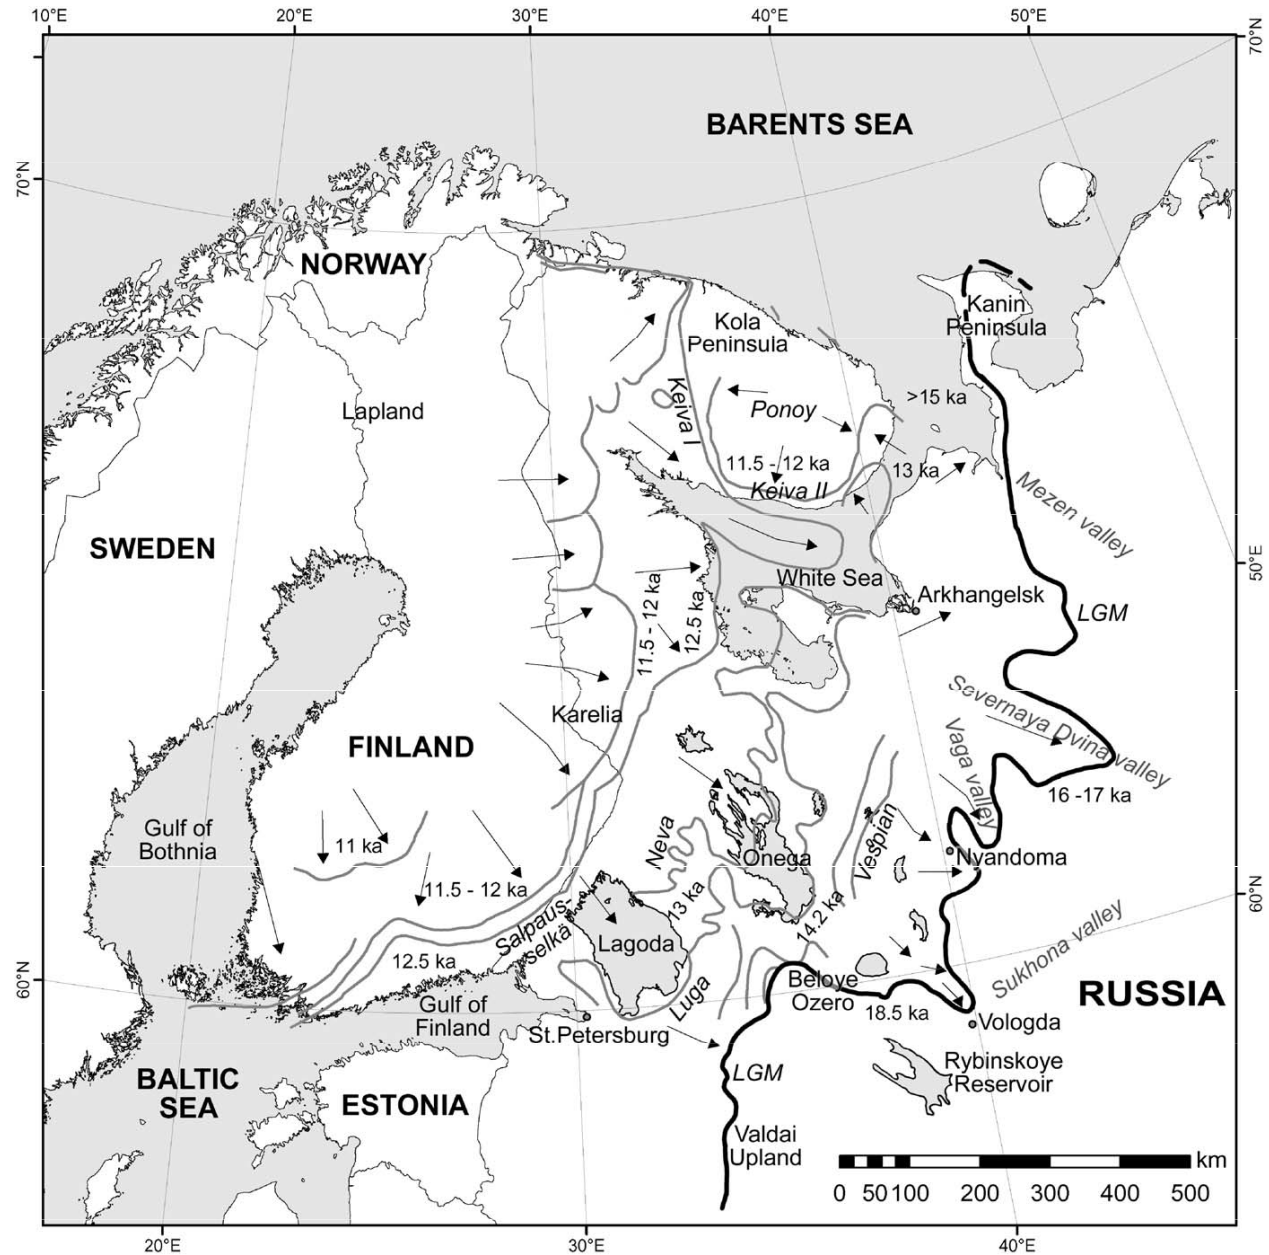 10°E
20°E
30°E
40°E
50°E
70°N
BARENTS SEA
70°N
NORWAY
Kanin
Peninsula
Kola
Peninsula
Lapland
Keiva I
Ponoy
>15 ka
11.5 - 12 ka
13 ka
Keiva II
Mezen valley
SWEDEN
50°E
White Sea
Arkhangelsk
LGM
11.5 - 12 ka
12.5 ka
Severnaya Dvina valley
Karelia
FINLAND
Vaga valley
16 -17 ka
Gulf of
Bothnia
11 ka
Neva
Onega
Vespian
Nyandoma
11.5 - 12 ka
60°N
Salpaus-
selkä
13 ka
14.2 ka
Lagoda
12.5 ka
Sukhona valley
60°N
Luga
Beloye
Ozero
RUSSIA
Gulf of
Finland
18.5 ka
St.Petersburg
Vologda
BALTIC
SEA
LGM
Rybinskoye
Reservoir
ESTONIA
Valdai
Upland
km
0 50 100 200 300 400 500
20°E
30°E
40°E